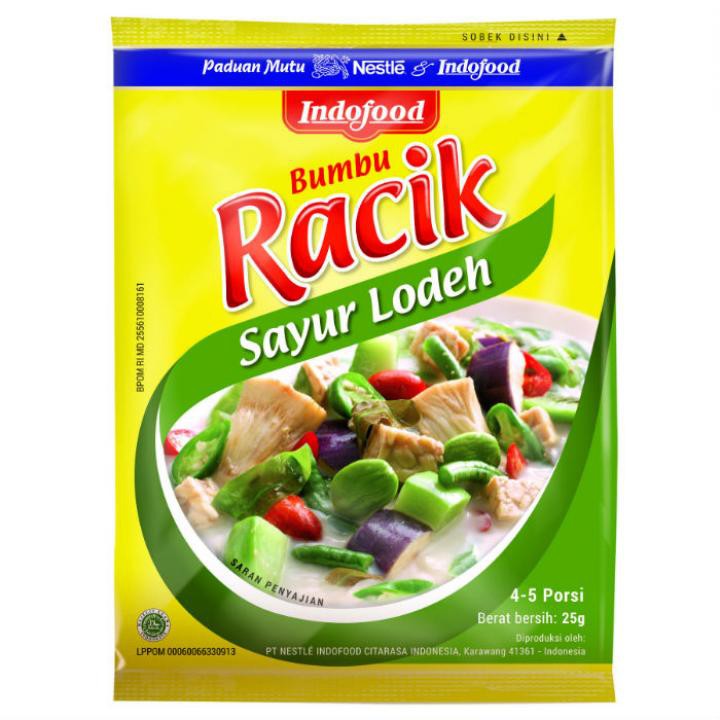 SOBEK DISINI ▲
Paduan Mutu Nestlé & Indofood
Indofood
Bumbu
Racik
Sayur Lodeh
BPOM RI MD 255610008161
SARAN PENYAJIAN
4-5 Porsi
Berat bersih: 25g
Diproduksi oleh:
LPPOM 00060066330913
PT NESTLÉ INDOFOOD CITARASA INDONESIA, Karawang 41361 - Indonesia